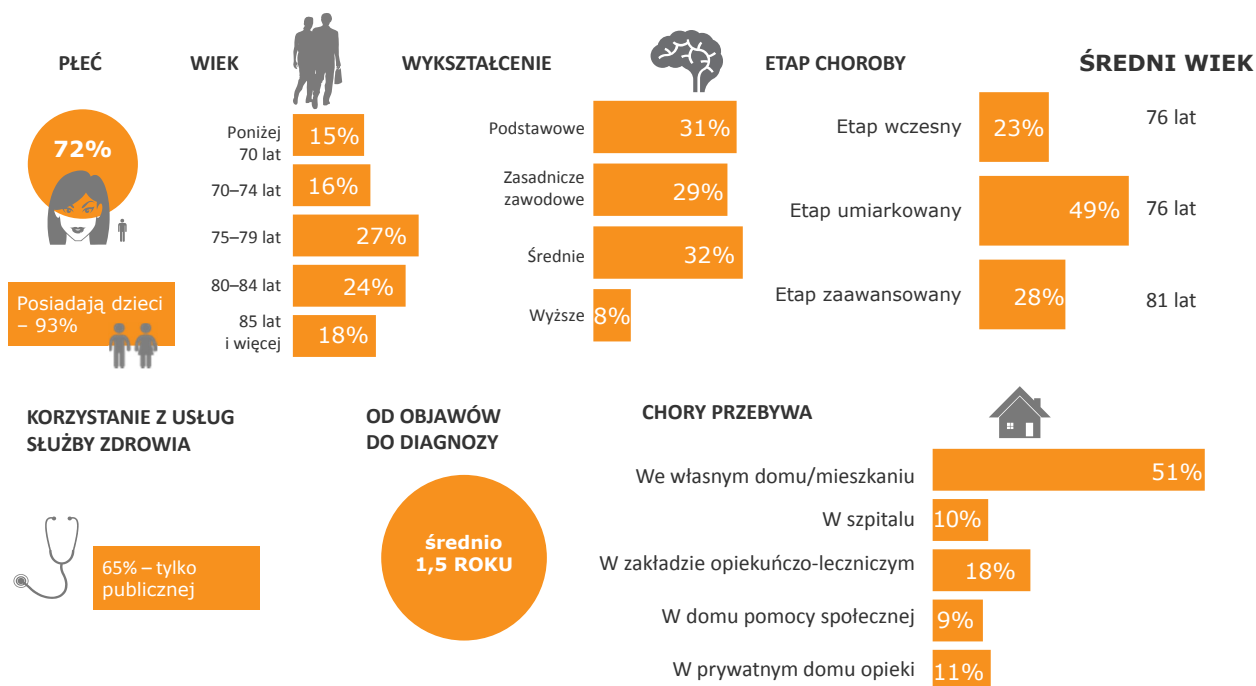 PŁEĆ
72%
Posiadają dzieci
– 93%
WIEK
Poniżej
70 lat
15%
70–74 lat
16%
75–79 lat
27%
80–84 lat
24%
85 lat
i więcej
18%
WYKSZTAŁCENIE
Podstawowe
31%
Zasadnicze
zawodowe
29%
Średnie
32%
Wyższe
8%
ETAP CHOROBY
ŚREDNI WIEK
Etap wczesny
23%
76 lat
Etap umiarkowany
49%
76 lat
Etap zaawansowany
28%
81 lat
KORZYSTANIE Z USŁUG
SŁUŻBY ZDROWIA
65% – tylko
publicznej
OD OBJAWÓW
DO DIAGNOZY
średnio
1,5 ROKU
CHORY PRZEBYWA
We własnym domu/mieszkaniu
51%
W szpitalu
10%
W zakładzie opiekuńczo-leczniczym
18%
W domu pomocy społecznej
9%
W prywatnym domu opieki
11%